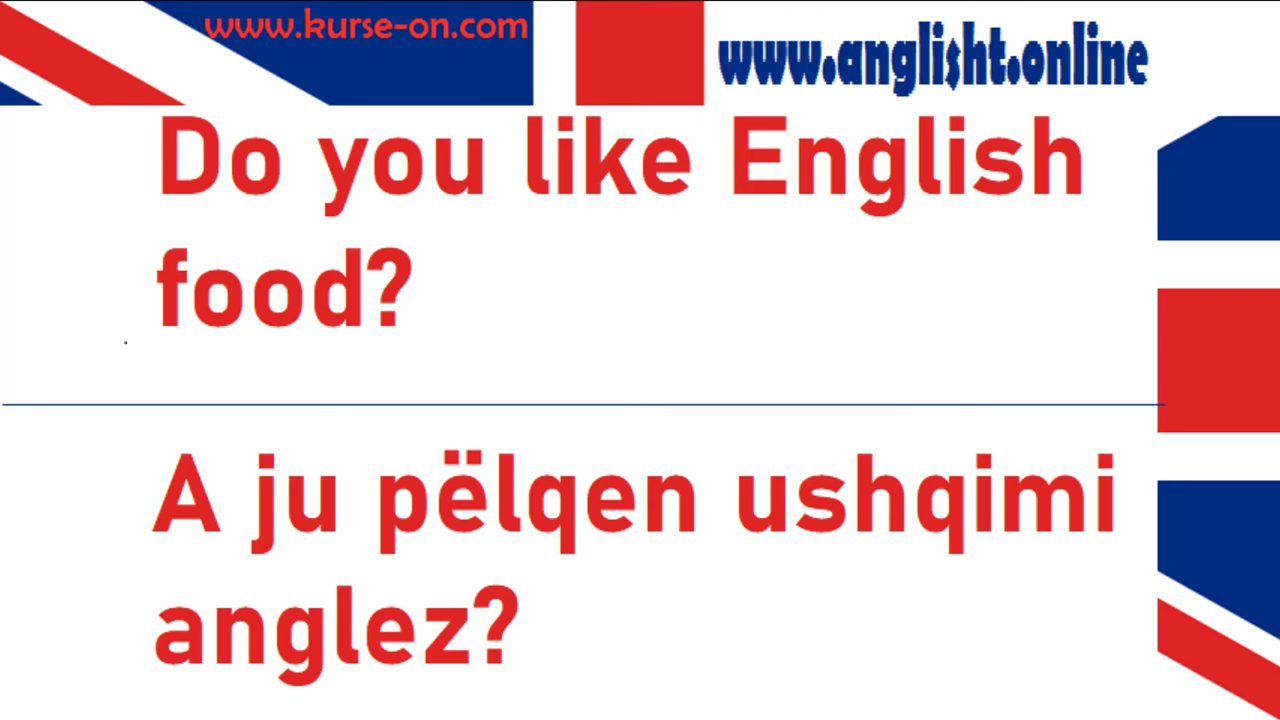 www.kurse-on.com
www.anglisht.online
Do you like English
food?
A ju pëlqen ushqimi
anglez?